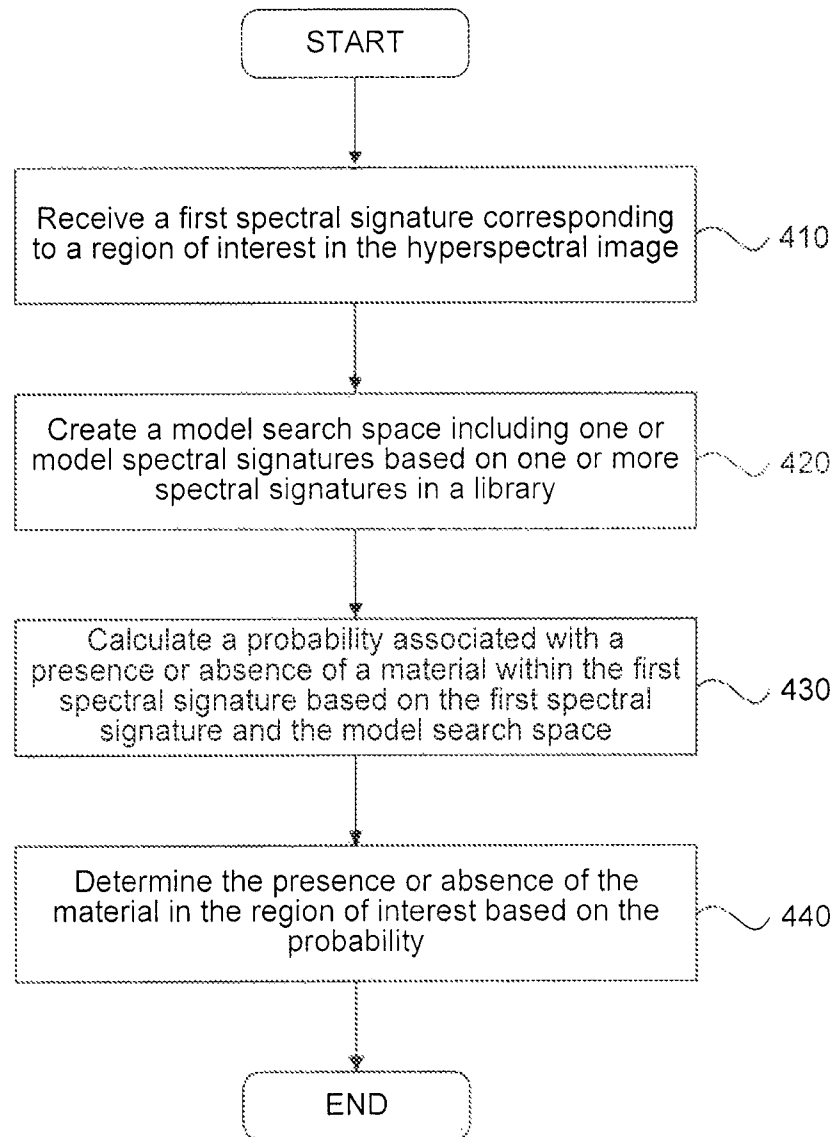 START
Receive a first spectral signature corresponding
to a region of interest in the hyperspectral image
410
Create a model search space including one or
model spectral signatures based on one or more
spectral signatures in a library
420
Calculate a probability associated with a
presence or absence of a material within the first
spectral signature based on the first spectral
signature and the model search space
430
Determine the presence or absence of the
material in the region of interest based on the
probability
440
END